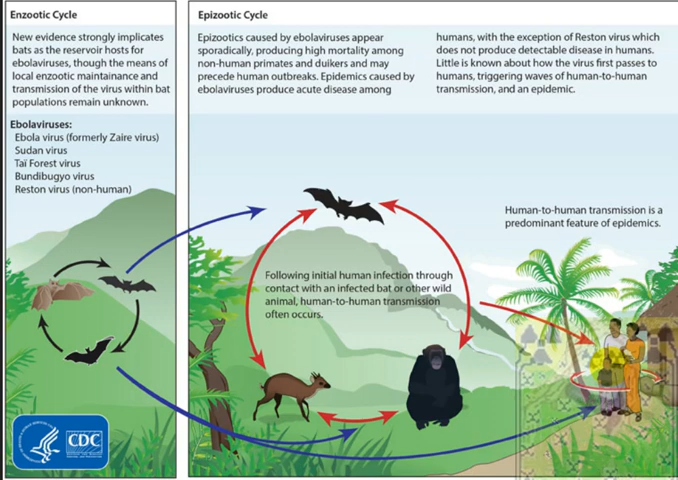 Enzootic Cycle
New evidence strongly implicates
bats as the reservoir hosts for
ebolaviruses, though the means of
local enzootic maintainance and
transmission of the virus within bat
populations remain unknown.
Ebolaviruses:
Ebola virus (formerly Zaire virus)
Sudan virus
Taï Forest virus
Bundibugyo virus
Reston virus (non-human)
Epizootic Cycle
Epizootics caused by ebolaviruses appear
sporadically, producing high mortality among
non-human primates and duikers and may
precede human outbreaks. Epidemics caused by
ebolaviruses produce acute disease among
humans, with the exception of Reston virus which
does not produce detectable disease in humans.
Little is known about how the virus first passes to
humans, triggering waves of human-to-human
transmission, and an epidemic.
Human-to-human transmission is a
predominant feature of epidemics.
Following initial human infection through
contact with an infected bat or other wild
animal, human-to-human transmission
often occurs.
CDC